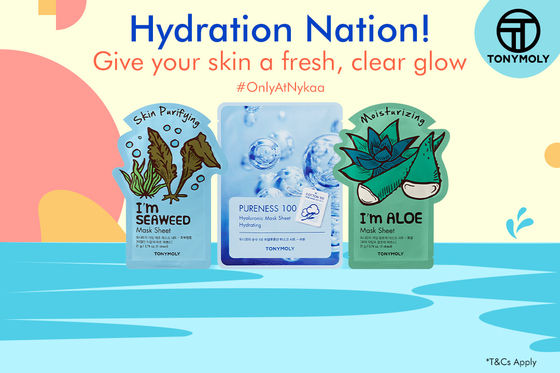 Hydration Nation!
Give your skin a fresh, clear glow
#OnlyAtNykaa
TONYMOLY
Skin Purifying
I'm
SEAWEED
Mask Sheet
TONYMOLY
PURENESS 100
Hyaluronic Mask Sheet
Hydrating
TONYMOLY
Moisturizing
I'm ALOE
Mask Sheet
TONYMOLY
*T&Cs Apply